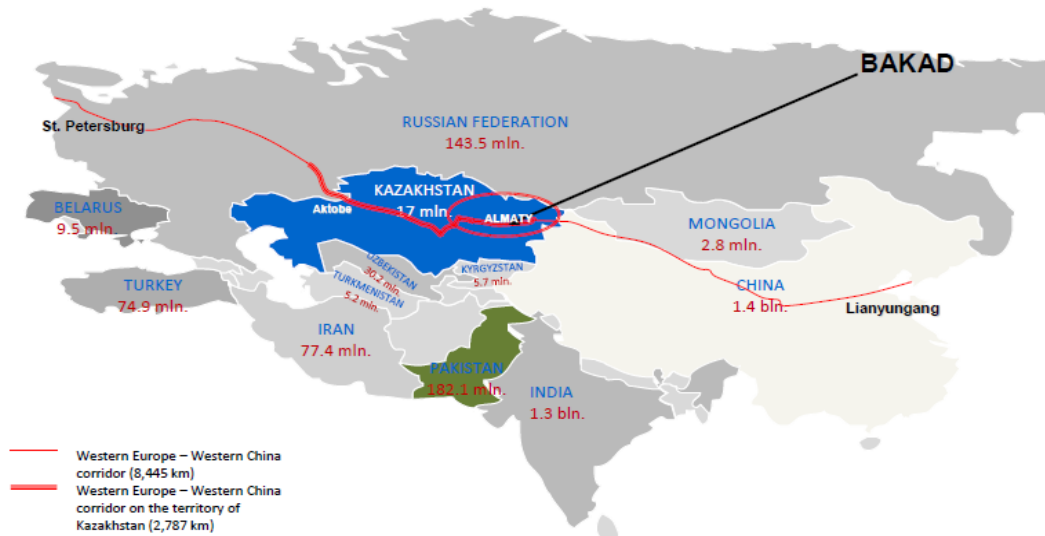 BAKAD
St. Petersburg
RUSSIAN FEDERATION
143.5 mln.
KAZAKHSTAN
17 mln.
Aktobe
ALMATY
BELARUS
9.5 mln.
MONGOLIA
2.8 mln.
UZBEKISTAN
30.2 mln.
KYRGYZSTAN
5.7 mln.
TURKMENISTAN
5.2 mln.
TURKEY
74.9 mln.
CHINA
1.4 bln.
Lianyungang
IRAN
77.4 mln.
PAKISTAN
182.1 mln.
INDIA
1.3 bln.
Western Europe – Western China
corridor (8,445 km)
Western Europe – Western China
corridor on the territory of
Kazakhstan (2,787 km)